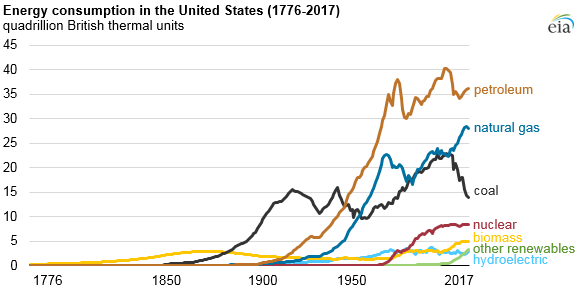 Energy consumption in the United States (1776-2017)
quadrillion British thermal units
eia
45
40
35
30
25
20
15
10
5
0
petroleum
natural gas
coal
nuclear
biomass
other renewables
hydroelectric
1776 1850 1900 1950 2017